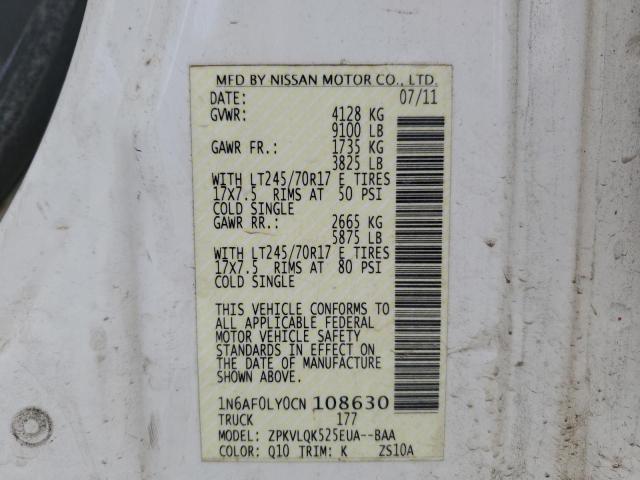 MFD BY NISSAN MOTOR CO., LTD.
DATE: 07/11
GVWR: 4128 KG
9100 LB
GAWR FR.: 1735 KG
3825 LB
WITH LT245/70R17 E TIRES
17X7.5 RIMS AT 50 PSI
COLD SINGLE
GAWR RR.: 2665 KG
5875 LB
WITH LT245/70R17 E TIRES
17X7.5 RIMS AT 80 PSI
COLD SINGLE
THIS VEHICLE CONFORMS TO
ALL APPLICABLE FEDERAL
MOTOR VEHICLE SAFETY
STANDARDS IN EFFECT ON
THE DATE OF MANUFACTURE
SHOWN ABOVE.
1N6AF0LY0CN 108630
TRUCK 177
MODEL: ZPKVLQK525EUA--BAA
COLOR: Q10 TRIM: K ZS10A